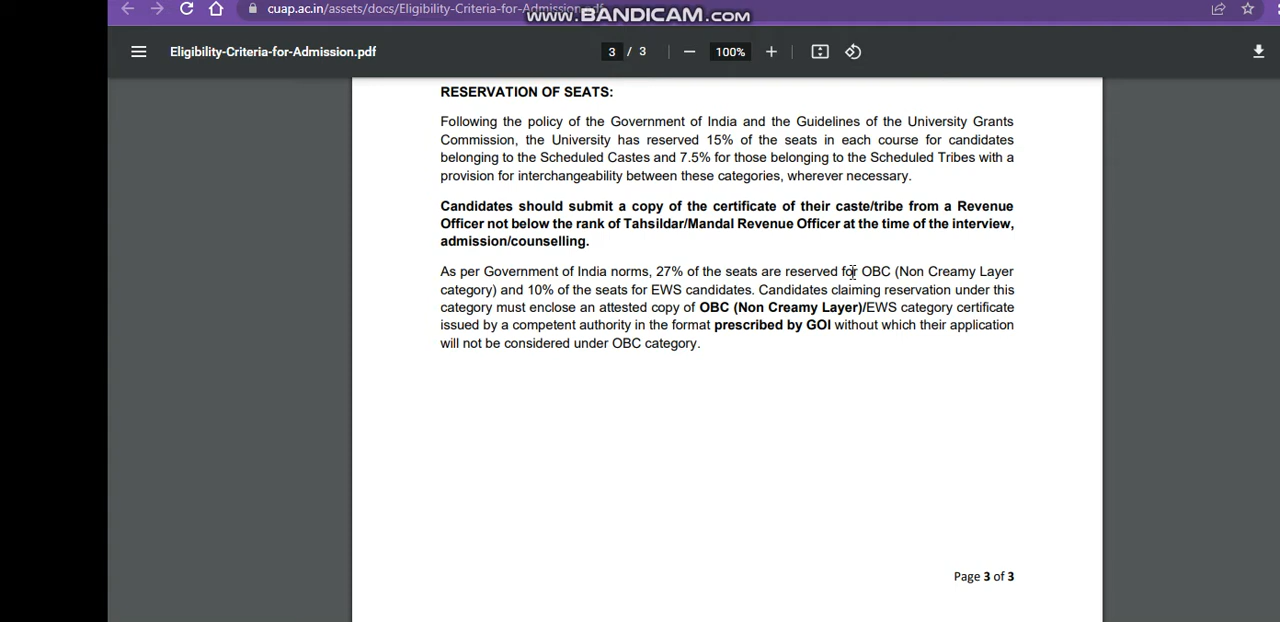 cuap.ac.in/assets/docs/Eligibility-Criteria-for-Admission.pdf
www.BANDICAM.com
Eligibility-Criteria-for-Admission.pdf
3 / 3
100%
RESERVATION OF SEATS:
Following the policy of the Government of India and the Guidelines of the University Grants
Commission, the University has reserved 15% of the seats in each course for candidates
belonging to the Scheduled Castes and 7.5% for those belonging to the Scheduled Tribes with a
provision for interchangeability between these categories, wherever necessary.
Candidates should submit a copy of the certificate of their caste/tribe from a Revenue
Officer not below the rank of Tahsildar/Mandal Revenue Officer at the time of the interview,
admission/counselling.
As per Government of India norms, 27% of the seats are reserved for OBC (Non Creamy Layer
category) and 10% of the seats for EWS candidates. Candidates claiming reservation under this
category must enclose an attested copy of OBC (Non Creamy Layer)/EWS category certificate
issued by a competent authority in the format prescribed by GOI without which their application
will not be considered under OBC category.
Page 3 of 3